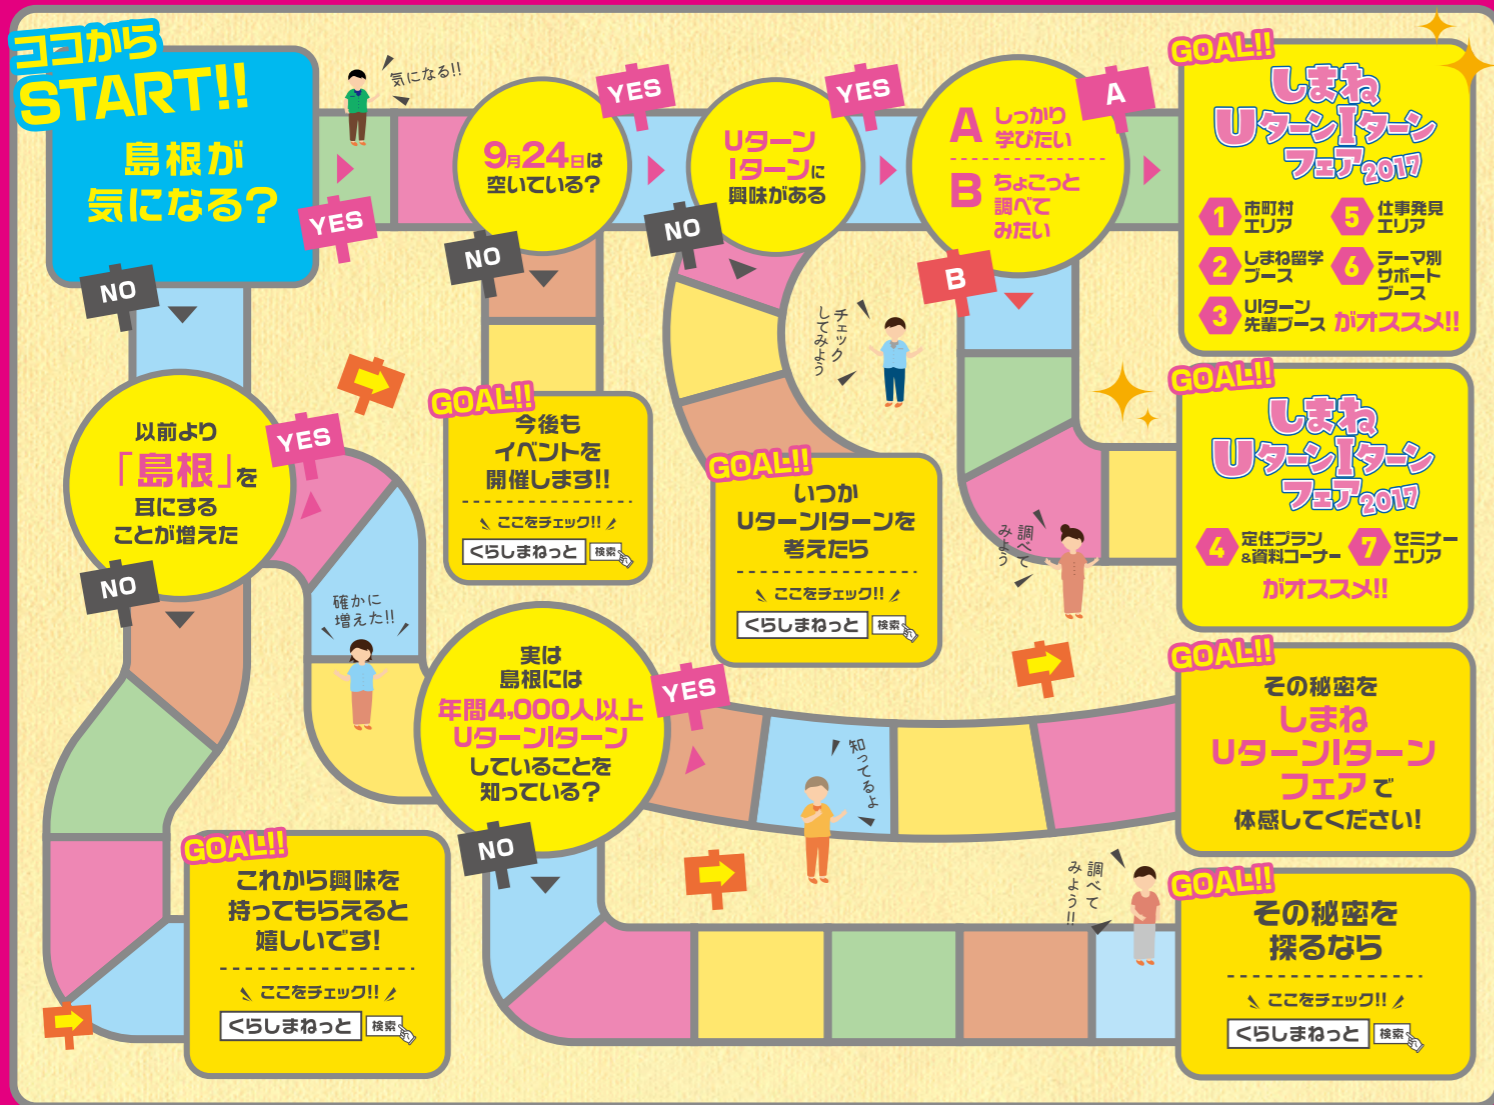 ココから
START!!
島根が
気になる?
気になる!!
YES
NO
9月24日は
空いている?
YES
NO
Uターン
Iターンに
興味がある
YES
NO
A しっかり
学びたい
B ちょこっと
調べて
みたい
A
B
GOAL!!
しまね
UターンIターン
フェア2017
1 市町村
エリア
2 しまね留学
ブース
3 UIターン
先輩ブース
5 仕事発見
エリア
6 テーマ別
サポート
ブース
がオススメ!!
チェック
してみよう
GOAL!!
しまね
UターンIターン
フェア2017
4 定住プラン
&資料コーナー
7 セミナー
エリア
がオススメ!!
調べて
みよう
以前より
「島根」を
耳にする
ことが増えた
YES
NO
確かに
増えた!!
GOAL!!
今後も
イベントを
開催します!!
ここをチェック!!
くらしまねっと 検索
GOAL!!
いつか
UターンIターンを
考えたら
ここをチェック!!
くらしまねっと 検索
実は
島根には
年間4,000人以上
UターンIターン
していることを
知っている?
YES
NO
知ってるよ
GOAL!!
その秘密を
しまね
UターンIターン
フェアで
体感してください!
GOAL!!
これから興味を
持ってもらえると
嬉しいです!
ここをチェック!!
くらしまねっと 検索
調べて
みよう!!
GOAL!!
その秘密を
探るなら
ここをチェック!!
くらしまねっと 検索